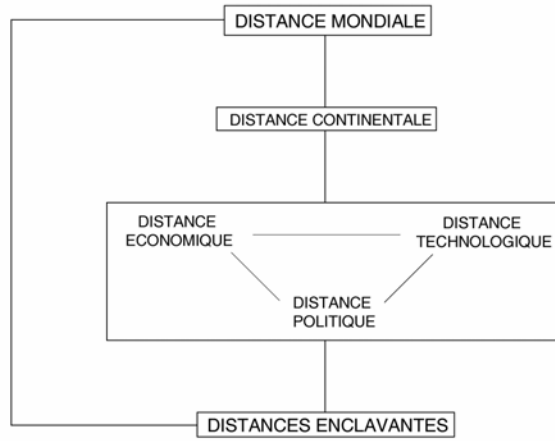 DISTANCE MONDIALE
DISTANCE CONTINENTALE
DISTANCE
ECONOMIQUE
DISTANCE
TECHNOLOGIQUE
DISTANCE
POLITIQUE
DISTANCES ENCLAVANTES